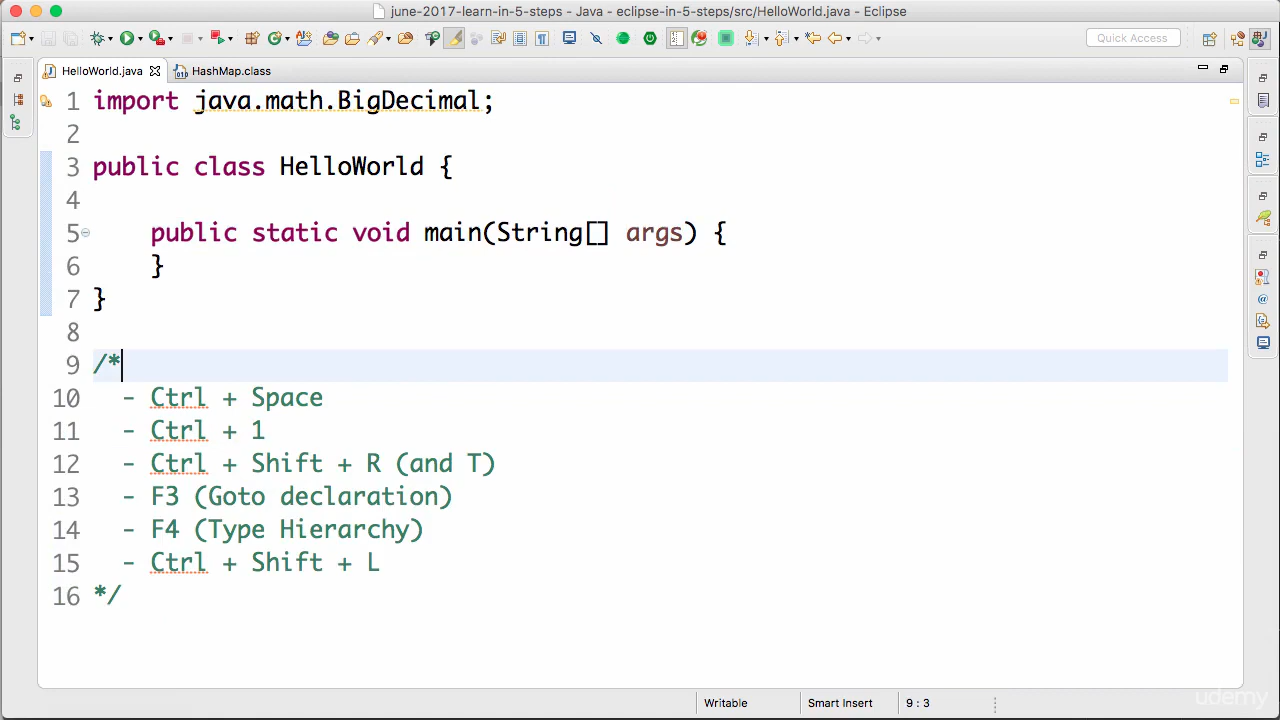 june-2017-learn-in-5-steps - Java - eclipse-in-5-steps/src/HelloWorld.java - Eclipse
Quick Access
HelloWorld.java HashMap.class
1 import java.math.BigDecimal;
2
3 public class HelloWorld {
4
5 public static void main(String[] args) {
6 }
7 }
8
9 /*
10 - Ctrl + Space
11 - Ctrl + 1
12 - Ctrl + Shift + R (and T)
13 - F3 (Goto declaration)
14 - F4 (Type Hierarchy)
15 - Ctrl + Shift + L
16 */
Writable Smart Insert 9 : 3
udemy